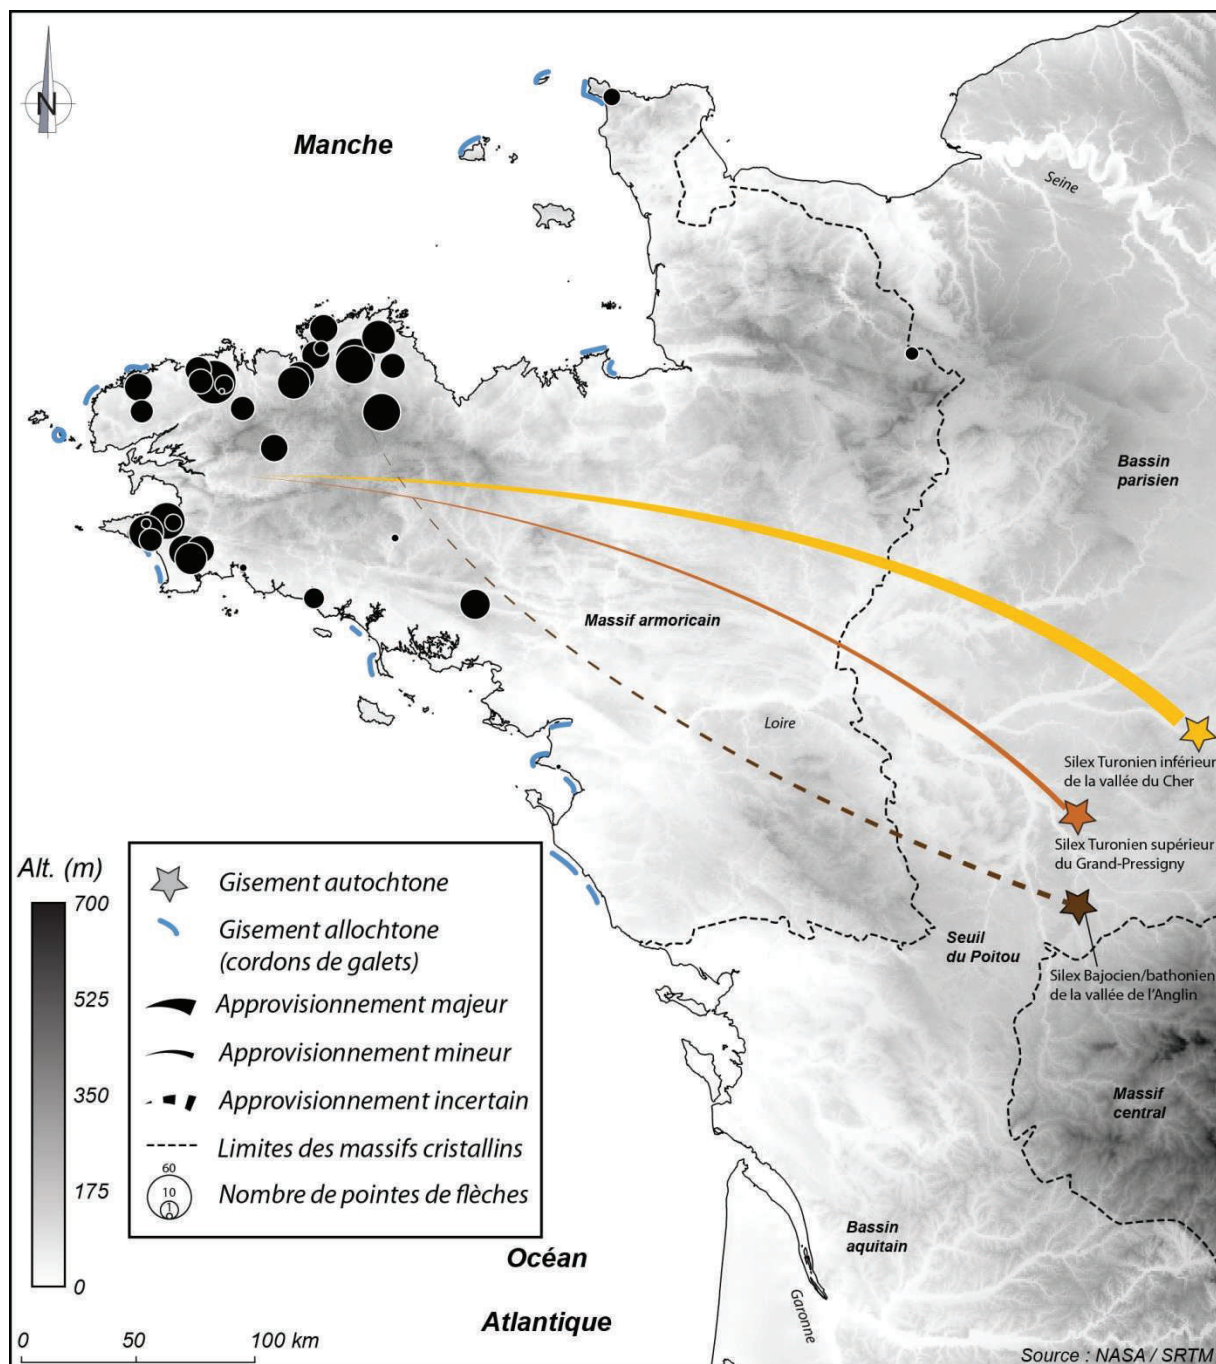 N
Manche
Seine
Bassin
parisien
Massif armoricain
Loire
Silex Turonien inférieur
de la vallée du Cher
Silex Turonien supérieur
du Grand-Pressigny
Seuil
du Poitou
Silex Bajocien/bathonien
de la vallée de l'Anglin
Massif
central
Bassin
aquitain
Garonne
Océan
Atlantique
Alt. (m)
700
525
350
175
0
Gisement autochtone
Gisement allochtone
(cordons de galets)
Approvisionnement majeur
Approvisionnement mineur
Approvisionnement incertain
Limites des massifs cristallins
60
10
1
Nombre de pointes de flèches
0 50 100 km
Source : NASA / SRTM